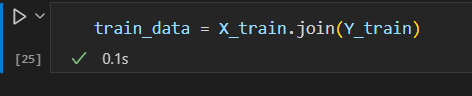 train_data = X_train.join(Y_train)
[25]
0.1s